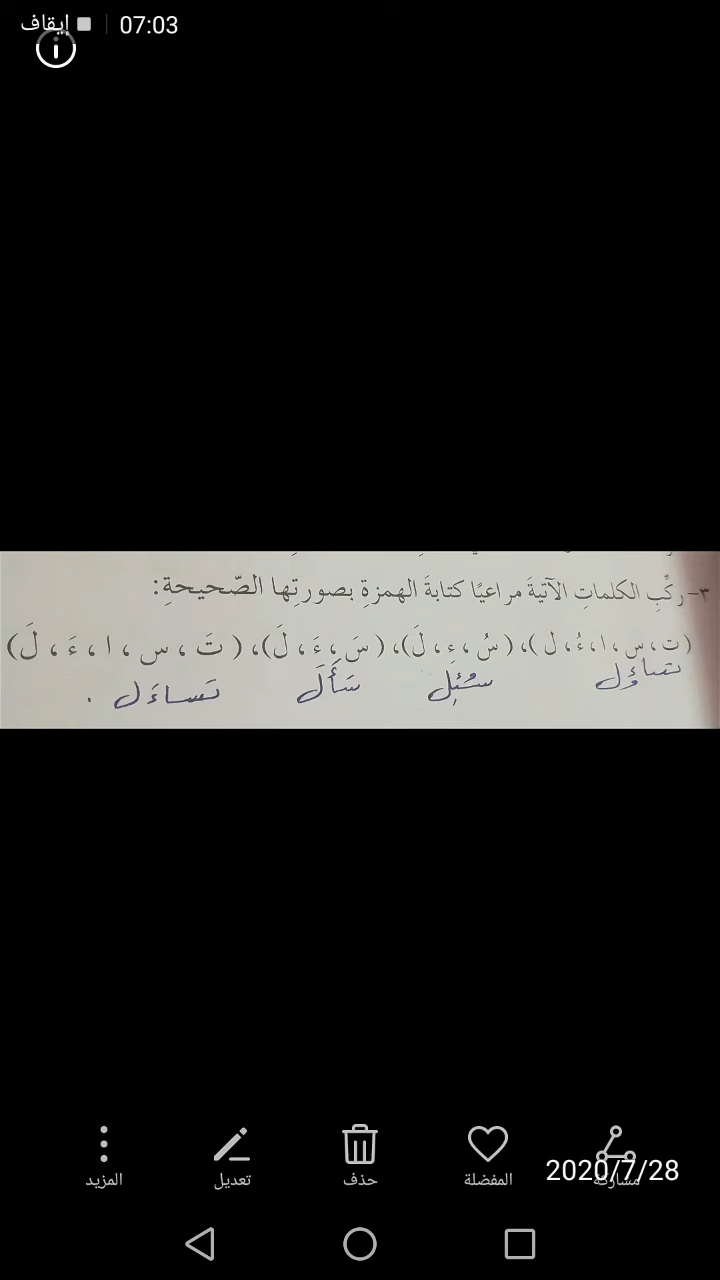 إيقاف 07:03
٣- ركِّبِ الكلماتِ الآتيةَ مراعيًا كتابةَ الهمزةِ بصورتِها الصّحيحةِ:
(ت، س، ا، ءُ، ل)، (سُ، ءِ، لَ)، (سَ، ءَ، لَ)، (تَ، س، ا، ءَ، لَ)
تساؤل سُئِل سَأَلَ تَساءَل .
مشاركة المفضلة حذف تعديل المزيد
2020/7/28